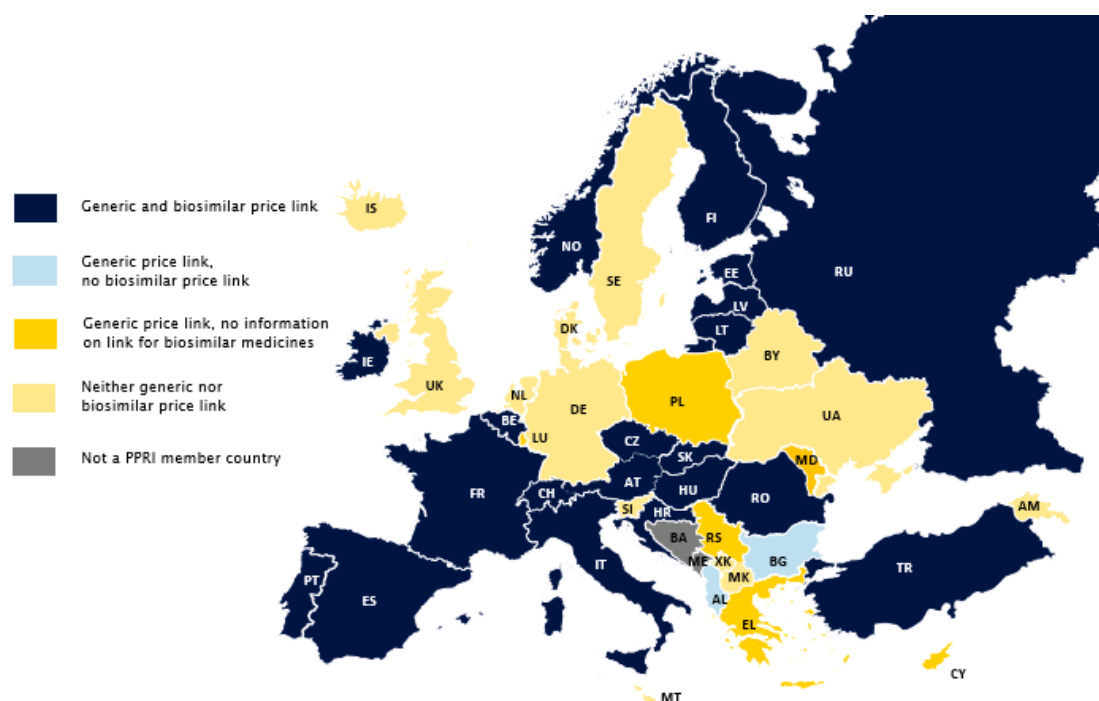 Generic and biosimilar price link
Generic price link,
no biosimilar price link
Generic price link, no information
on link for biosimilar medicines
Neither generic nor
biosimilar price link
Not a PPRI member country
IS
NO
FI
SE
RU
EE
LV
LT
DK
IE
UK
NL
BY
BE
DE
PL
LU
UA
CZ
SK
MD
FR
CH
AT
HU
RO
SI
HR
AM
BA
RS
IT
ME
XK
BG
MK
TR
PT
ES
AL
EL
CY
MT